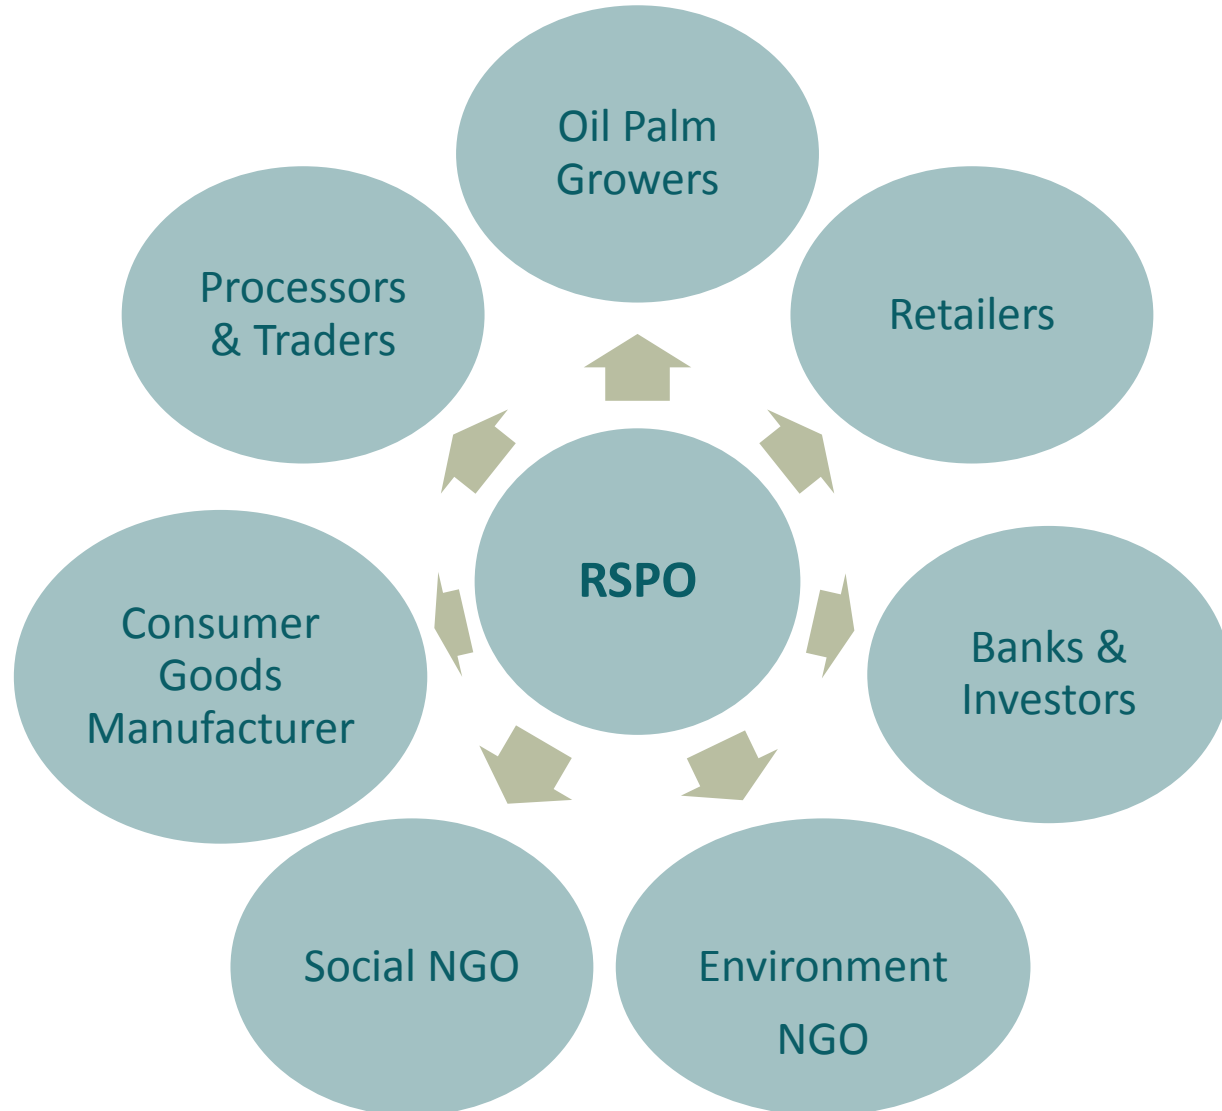 Oil Palm
Growers
Processors
& Traders
Retailers
RSPO
Consumer
Goods
Manufacturer
Banks &
Investors
Social NGO
Environment
NGO